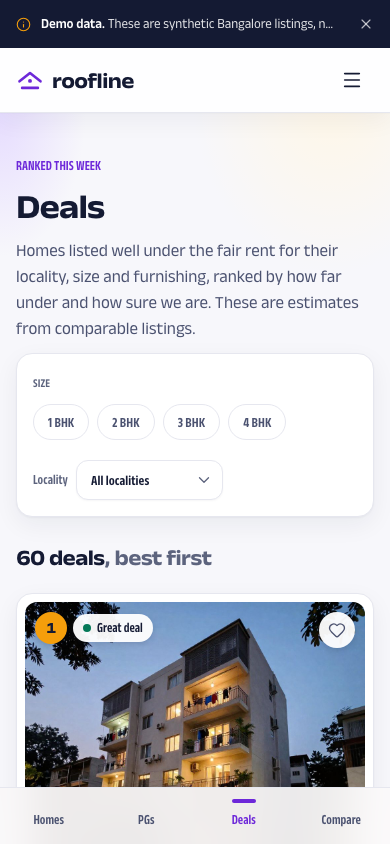 Demo data. These are synthetic Bangalore listings, n...
roofline
RANKED THIS WEEK
Deals
Homes listed well under the fair rent for their
locality, size and furnishing, ranked by how far
under and how sure we are. These are estimates
from comparable listings.
SIZE
1 BHK 2 BHK 3 BHK 4 BHK
Locality All localities
60 deals, best first
1 Great deal
Homes PGs Deals Compare